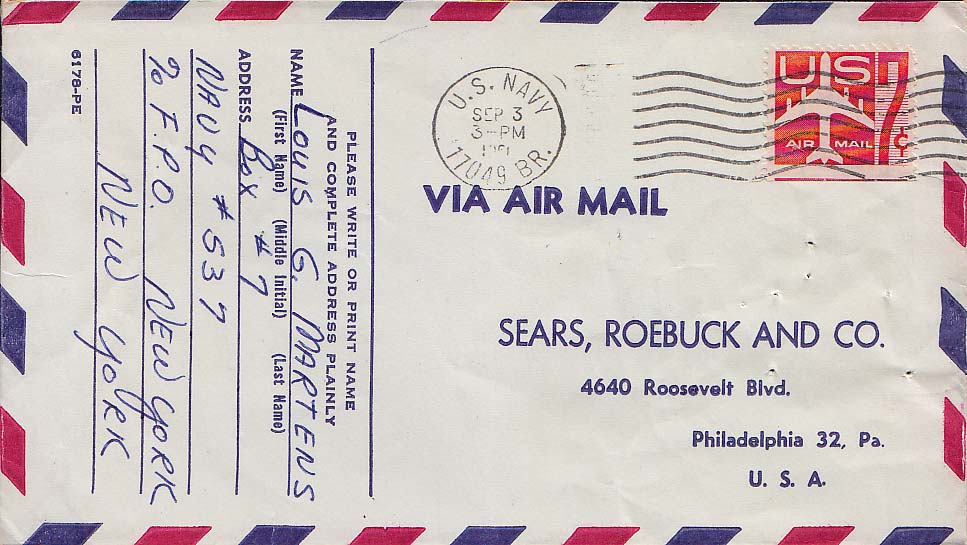 PLEASE WRITE OR PRINT NAME
AND COMPLETE ADDRESS PLAINLY
NAME LOUIS G. MARTENS
(First Name) (Middle Initial) (Last Name)
ADDRESS BOX #7
NAVY #537
% F.P.O. NEW YORK
NEW YORK
6178-PE
U.S. NAVY
SEP 3
3-PM
17049 BR.
US 7¢
AIR MAIL
VIA AIR MAIL
SEARS, ROEBUCK AND CO.
4640 Roosevelt Blvd.
Philadelphia 32, Pa.
U. S. A.